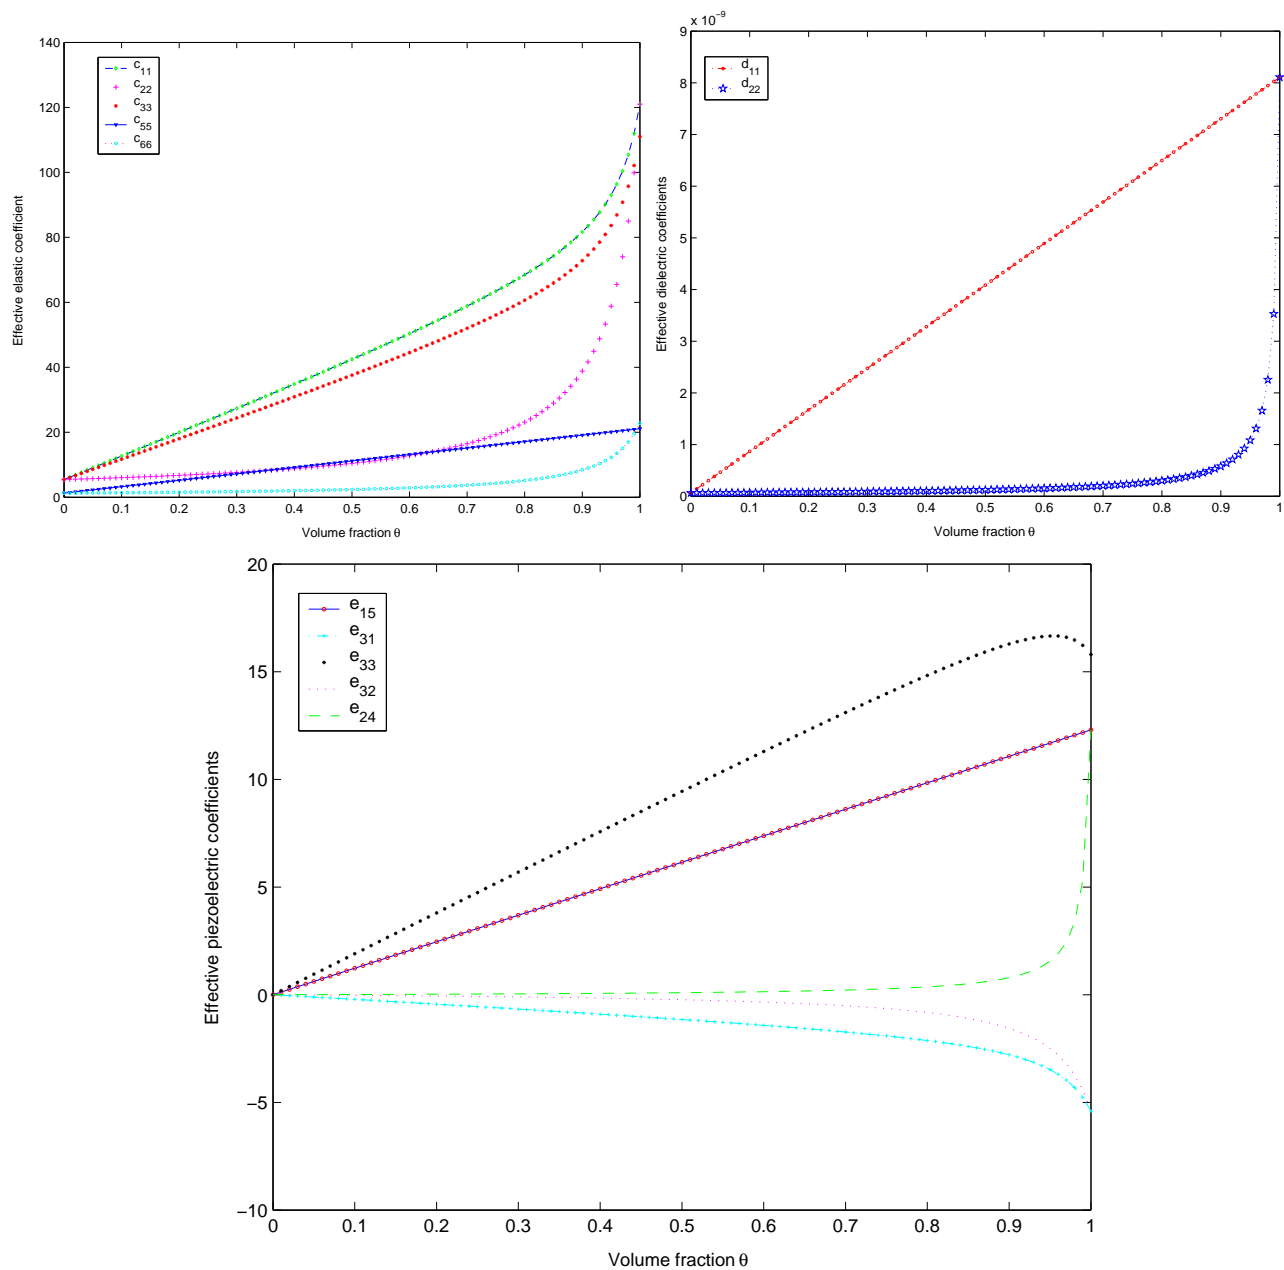 140
120
100
80
60
40
20
0
Effective elastic coefficient
c11
c22
c33
c55
c66
0 0.1 0.2 0.3 0.4 0.5 0.6 0.7 0.8 0.9 1
Volume fraction θ
x 10−9
9
8
7
6
5
4
3
2
1
0
Effective dielectric coefficients
d11
d22
0 0.1 0.2 0.3 0.4 0.5 0.6 0.7 0.8 0.9 1
Volume fraction θ
20
15
10
5
0
−5
−10
Effective piezoelectric coefficients
e15
e31
e33
e32
e24
0 0.1 0.2 0.3 0.4 0.5 0.6 0.7 0.8 0.9 1
Volume fraction θ